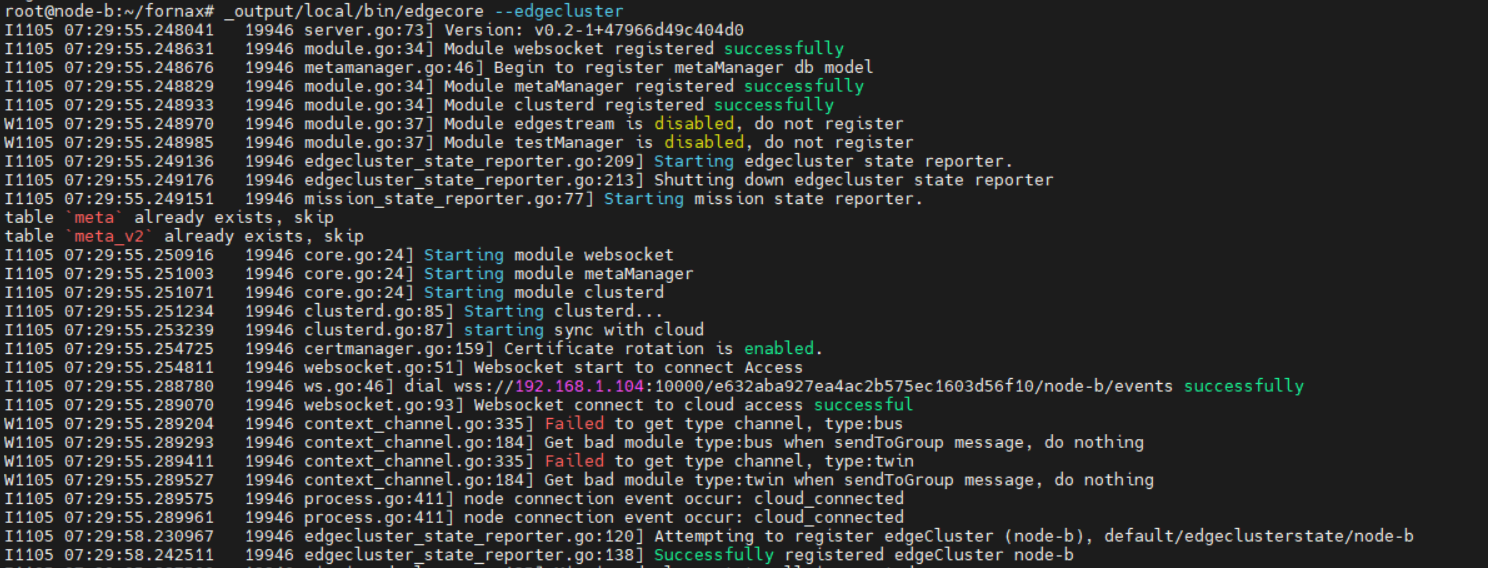 root@node-b:~/fornax# _output/local/bin/edgecore --edgecluster
I1105 07:29:55.248041   19946 server.go:73] Version: v0.2-1+47966d49c404d0
I1105 07:29:55.248631   19946 module.go:34] Module websocket registered successfully
I1105 07:29:55.248676   19946 metamanager.go:46] Begin to register metaManager db model
I1105 07:29:55.248829   19946 module.go:34] Module metaManager registered successfully
I1105 07:29:55.248933   19946 module.go:34] Module clusterd registered successfully
W1105 07:29:55.248970   19946 module.go:37] Module edgestream is disabled, do not register
W1105 07:29:55.248985   19946 module.go:37] Module testManager is disabled, do not register
I1105 07:29:55.249136   19946 edgecluster_state_reporter.go:209] Starting edgecluster state reporter.
I1105 07:29:55.249176   19946 edgecluster_state_reporter.go:213] Shutting down edgecluster state reporter
I1105 07:29:55.249151   19946 mission_state_reporter.go:77] Starting mission state reporter.
table `meta` already exists, skip
table `meta_v2` already exists, skip
I1105 07:29:55.250916   19946 core.go:24] Starting module websocket
I1105 07:29:55.251003   19946 core.go:24] Starting module metaManager
I1105 07:29:55.251071   19946 core.go:24] Starting module clusterd
I1105 07:29:55.251234   19946 clusterd.go:85] Starting clusterd...
I1105 07:29:55.253239   19946 clusterd.go:87] starting sync with cloud
I1105 07:29:55.254725   19946 certmanager.go:159] Certificate rotation is enabled.
I1105 07:29:55.254811   19946 websocket.go:51] Websocket start to connect Access
I1105 07:29:55.288780   19946 ws.go:46] dial wss://192.168.1.104:10000/e632aba927ea4ac2b575ec1603d56f10/node-b/events successfully
I1105 07:29:55.289070   19946 websocket.go:93] Websocket connect to cloud access successful
W1105 07:29:55.289204   19946 context_channel.go:335] Failed to get type channel, type:bus
W1105 07:29:55.289293   19946 context_channel.go:184] Get bad module type:bus when sendToGroup message, do nothing
W1105 07:29:55.289411   19946 context_channel.go:335] Failed to get type channel, type:twin
W1105 07:29:55.289527   19946 context_channel.go:184] Get bad module type:twin when sendToGroup message, do nothing
I1105 07:29:55.289575   19946 process.go:411] node connection event occur: cloud_connected
I1105 07:29:55.289961   19946 process.go:411] node connection event occur: cloud_connected
I1105 07:29:58.230967   19946 edgecluster_state_reporter.go:120] Attempting to register edgeCluster (node-b), default/edgeclusterstate/node-b
I1105 07:29:58.242511   19946 edgecluster_state_reporter.go:138] Successfully registered edgeCluster node-b